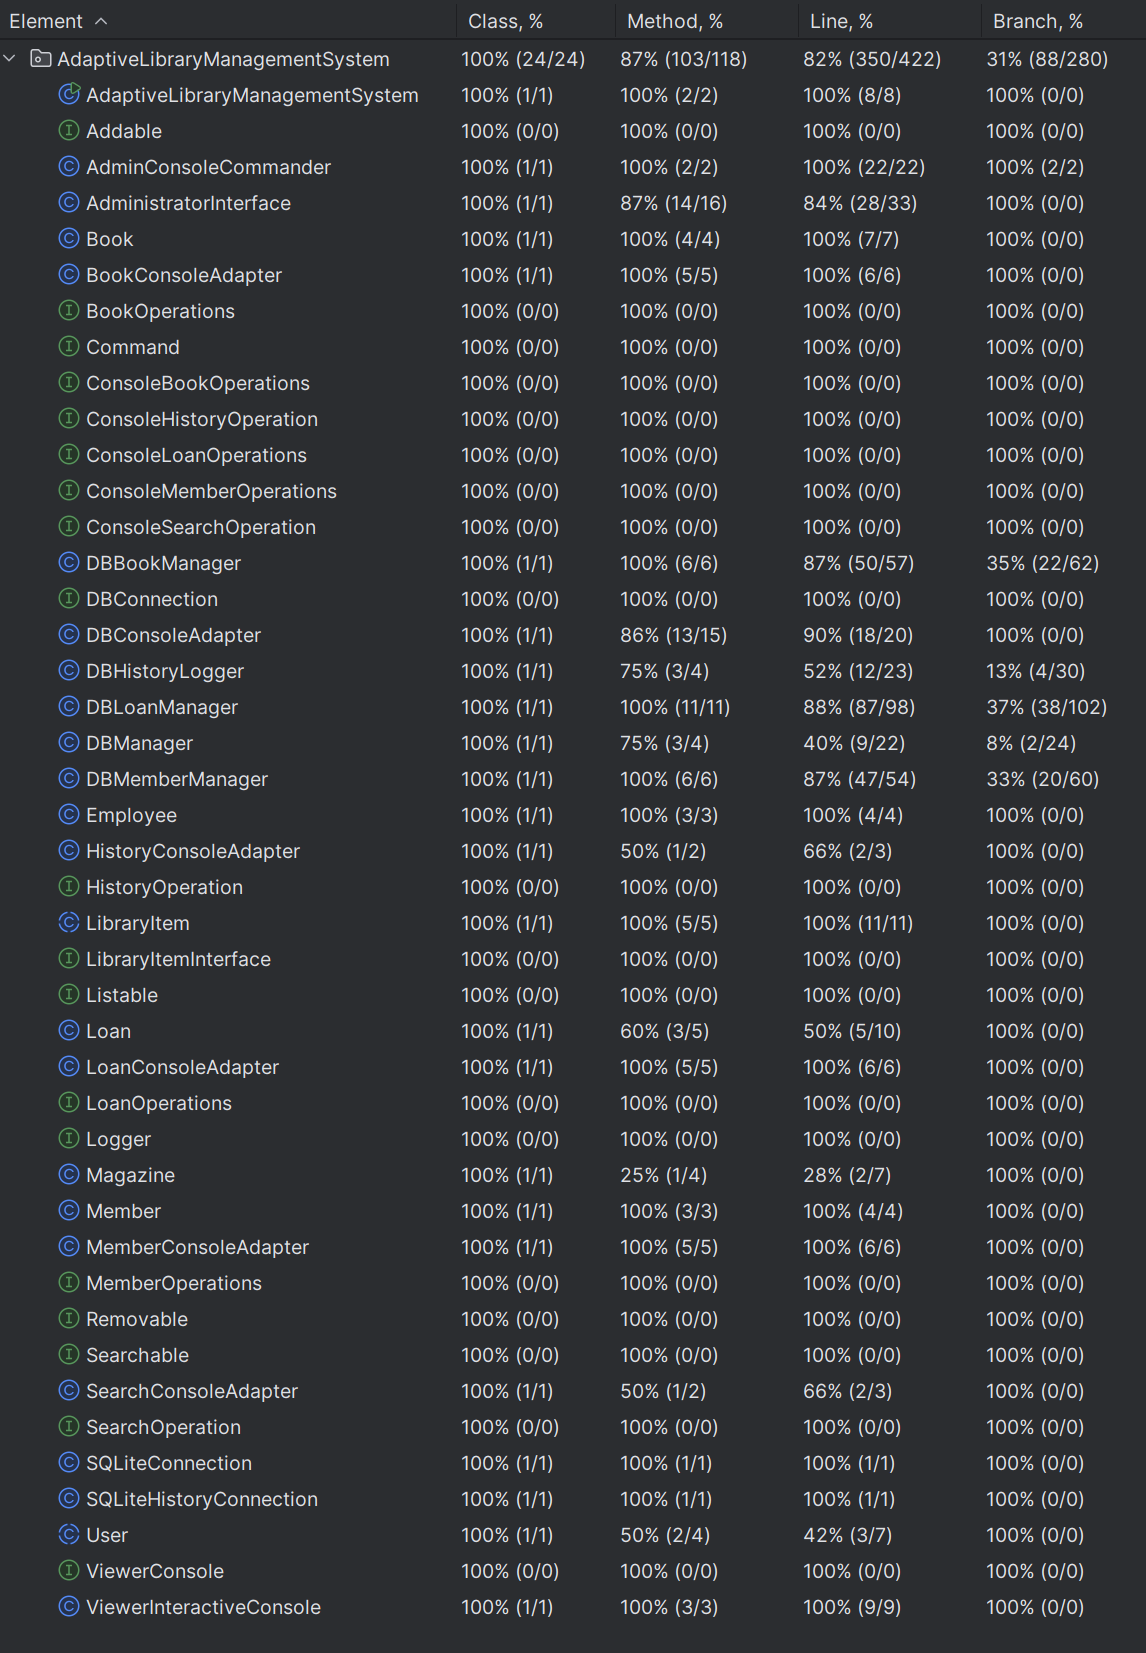 Element Class, % Method, % Line, % Branch, %
AdaptiveLibraryManagementSystem 100% (24/24) 87% (103/118) 82% (350/422) 31% (88/280)
AdaptiveLibraryManagementSystem 100% (1/1) 100% (2/2) 100% (8/8) 100% (0/0)
Addable 100% (0/0) 100% (0/0) 100% (0/0) 100% (0/0)
AdminConsoleCommander 100% (1/1) 100% (2/2) 100% (22/22) 100% (2/2)
AdministratorInterface 100% (1/1) 87% (14/16) 84% (28/33) 100% (0/0)
Book 100% (1/1) 100% (4/4) 100% (7/7) 100% (0/0)
BookConsoleAdapter 100% (1/1) 100% (5/5) 100% (6/6) 100% (0/0)
BookOperations 100% (0/0) 100% (0/0) 100% (0/0) 100% (0/0)
Command 100% (0/0) 100% (0/0) 100% (0/0) 100% (0/0)
ConsoleBookOperations 100% (0/0) 100% (0/0) 100% (0/0) 100% (0/0)
ConsoleHistoryOperation 100% (0/0) 100% (0/0) 100% (0/0) 100% (0/0)
ConsoleLoanOperations 100% (0/0) 100% (0/0) 100% (0/0) 100% (0/0)
ConsoleMemberOperations 100% (0/0) 100% (0/0) 100% (0/0) 100% (0/0)
ConsoleSearchOperation 100% (0/0) 100% (0/0) 100% (0/0) 100% (0/0)
DBBookManager 100% (1/1) 100% (6/6) 87% (50/57) 35% (22/62)
DBConnection 100% (0/0) 100% (0/0) 100% (0/0) 100% (0/0)
DBConsoleAdapter 100% (1/1) 86% (13/15) 90% (18/20) 100% (0/0)
DBHistoryLogger 100% (1/1) 75% (3/4) 52% (12/23) 13% (4/30)
DBLoanManager 100% (1/1) 100% (11/11) 88% (87/98) 37% (38/102)
DBManager 100% (1/1) 75% (3/4) 40% (9/22) 8% (2/24)
DBMemberManager 100% (1/1) 100% (6/6) 87% (47/54) 33% (20/60)
Employee 100% (1/1) 100% (3/3) 100% (4/4) 100% (0/0)
HistoryConsoleAdapter 100% (1/1) 50% (1/2) 66% (2/3) 100% (0/0)
HistoryOperation 100% (0/0) 100% (0/0) 100% (0/0) 100% (0/0)
LibraryItem 100% (1/1) 100% (5/5) 100% (11/11) 100% (0/0)
LibraryItemInterface 100% (0/0) 100% (0/0) 100% (0/0) 100% (0/0)
Listable 100% (0/0) 100% (0/0) 100% (0/0) 100% (0/0)
Loan 100% (1/1) 60% (3/5) 50% (5/10) 100% (0/0)
LoanConsoleAdapter 100% (1/1) 100% (5/5) 100% (6/6) 100% (0/0)
LoanOperations 100% (0/0) 100% (0/0) 100% (0/0) 100% (0/0)
Logger 100% (0/0) 100% (0/0) 100% (0/0) 100% (0/0)
Magazine 100% (1/1) 25% (1/4) 28% (2/7) 100% (0/0)
Member 100% (1/1) 100% (3/3) 100% (4/4) 100% (0/0)
MemberConsoleAdapter 100% (1/1) 100% (5/5) 100% (6/6) 100% (0/0)
MemberOperations 100% (0/0) 100% (0/0) 100% (0/0) 100% (0/0)
Removable 100% (0/0) 100% (0/0) 100% (0/0) 100% (0/0)
Searchable 100% (0/0) 100% (0/0) 100% (0/0) 100% (0/0)
SearchConsoleAdapter 100% (1/1) 50% (1/2) 66% (2/3) 100% (0/0)
SearchOperation 100% (0/0) 100% (0/0) 100% (0/0) 100% (0/0)
SQLiteConnection 100% (1/1) 100% (1/1) 100% (1/1) 100% (0/0)
SQLiteHistoryConnection 100% (1/1) 100% (1/1) 100% (1/1) 100% (0/0)
User 100% (1/1) 50% (2/4) 42% (3/7) 100% (0/0)
ViewerConsole 100% (0/0) 100% (0/0) 100% (0/0) 100% (0/0)
ViewerInteractiveConsole 100% (1/1) 100% (3/3) 100% (9/9) 100% (0/0)